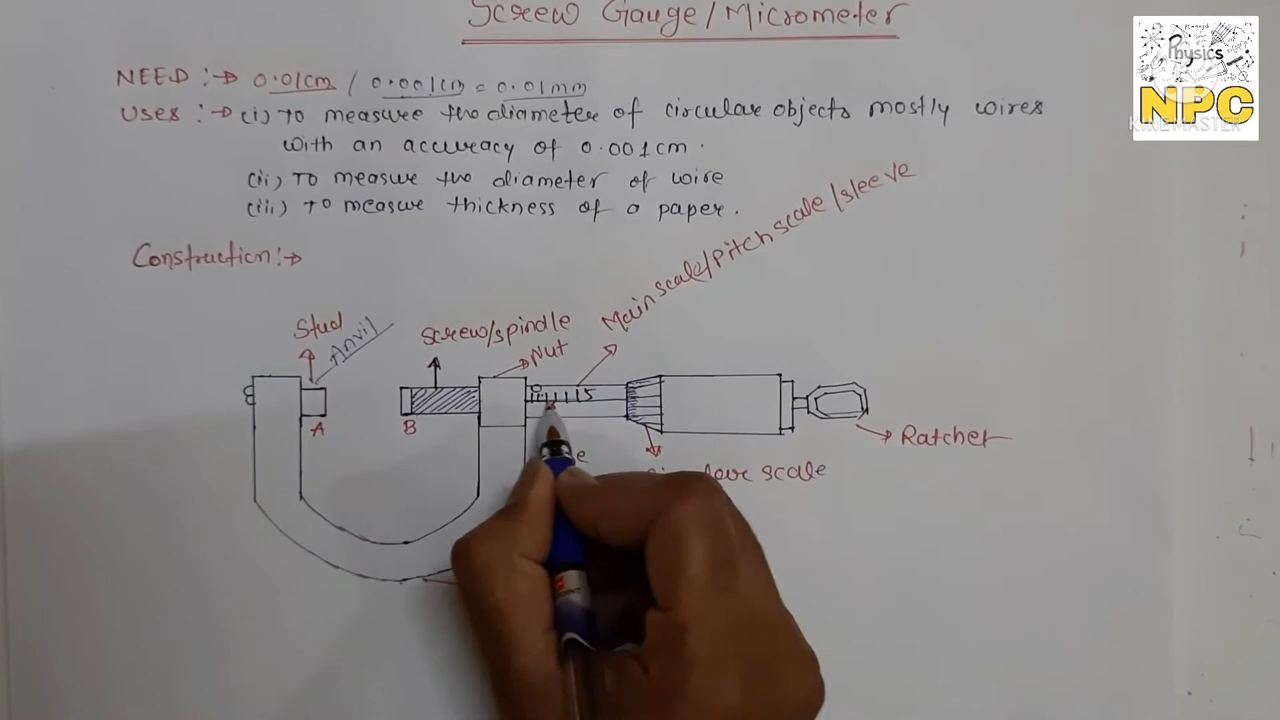 Screw Gauge/Micrometer
NEED :→ 0.01cm / 0.001cm = 0.01mm
Uses :→ (i) To measure the diameter of circular objects mostly wires
with an accuracy of 0.001cm.
(ii) To measure the diameter of wire
(iii) To measure thickness of a paper.
Construction :→
Stud
Anvil
Screw/spindle
Nut
Main scale/Pitch scale/sleeve
0
5
A
B
Ratchet
scale
Physics
NPC
KINEMASTER